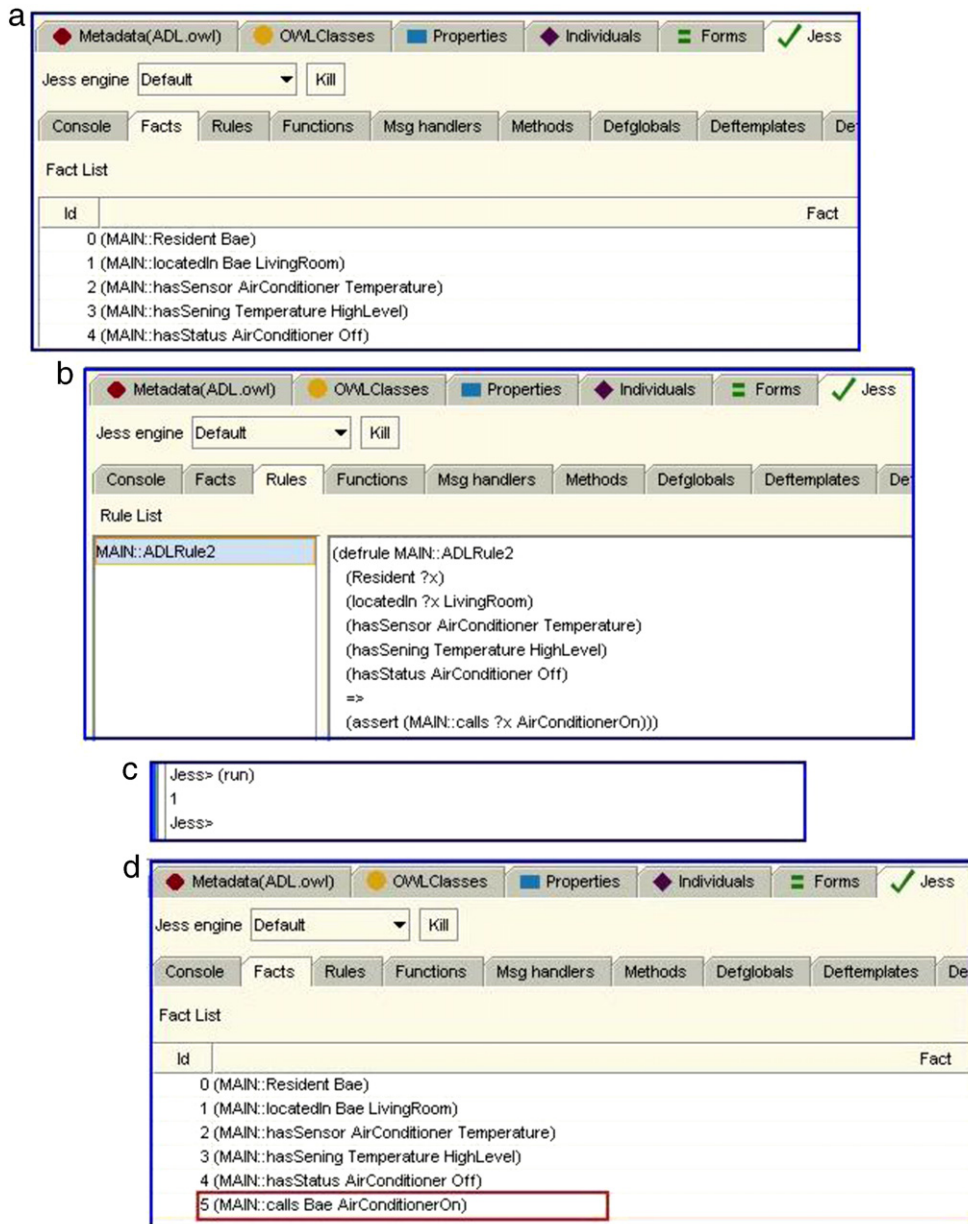 a
Metadata(ADL.owl) OWLClasses Properties Individuals Forms Jess
Jess engine Default Kill
Console Facts Rules Functions Msg handlers Methods Defglobals Deftemplates De
Fact List
Id Fact
0 (MAIN::Resident Bae)
1 (MAIN::locatedIn Bae LivingRoom)
2 (MAIN::hasSensor AirConditioner Temperature)
3 (MAIN::hasSening Temperature HighLevel)
4 (MAIN::hasStatus AirConditioner Off)
b
Metadata(ADL.owl) OWLClasses Properties Individuals Forms Jess
Jess engine Default Kill
Console Facts Rules Functions Msg handlers Methods Defglobals Deftemplates De
Rule List
MAIN::ADLRule2
(defrule MAIN::ADLRule2
(Resident ?x)
(locatedIn ?x LivingRoom)
(hasSensor AirConditioner Temperature)
(hasSening Temperature HighLevel)
(hasStatus AirConditioner Off)
=>
(assert (MAIN::calls ?x AirConditionerOn)))
c
Jess> (run)
1
Jess>
d
Metadata(ADL.owl) OWLClasses Properties Individuals Forms Jess
Jess engine Default Kill
Console Facts Rules Functions Msg handlers Methods Defglobals Deftemplates De
Fact List
Id Fact
0 (MAIN::Resident Bae)
1 (MAIN::locatedIn Bae LivingRoom)
2 (MAIN::hasSensor AirConditioner Temperature)
3 (MAIN::hasSening Temperature HighLevel)
4 (MAIN::hasStatus AirConditioner Off)
5 (MAIN::calls Bae AirConditionerOn)